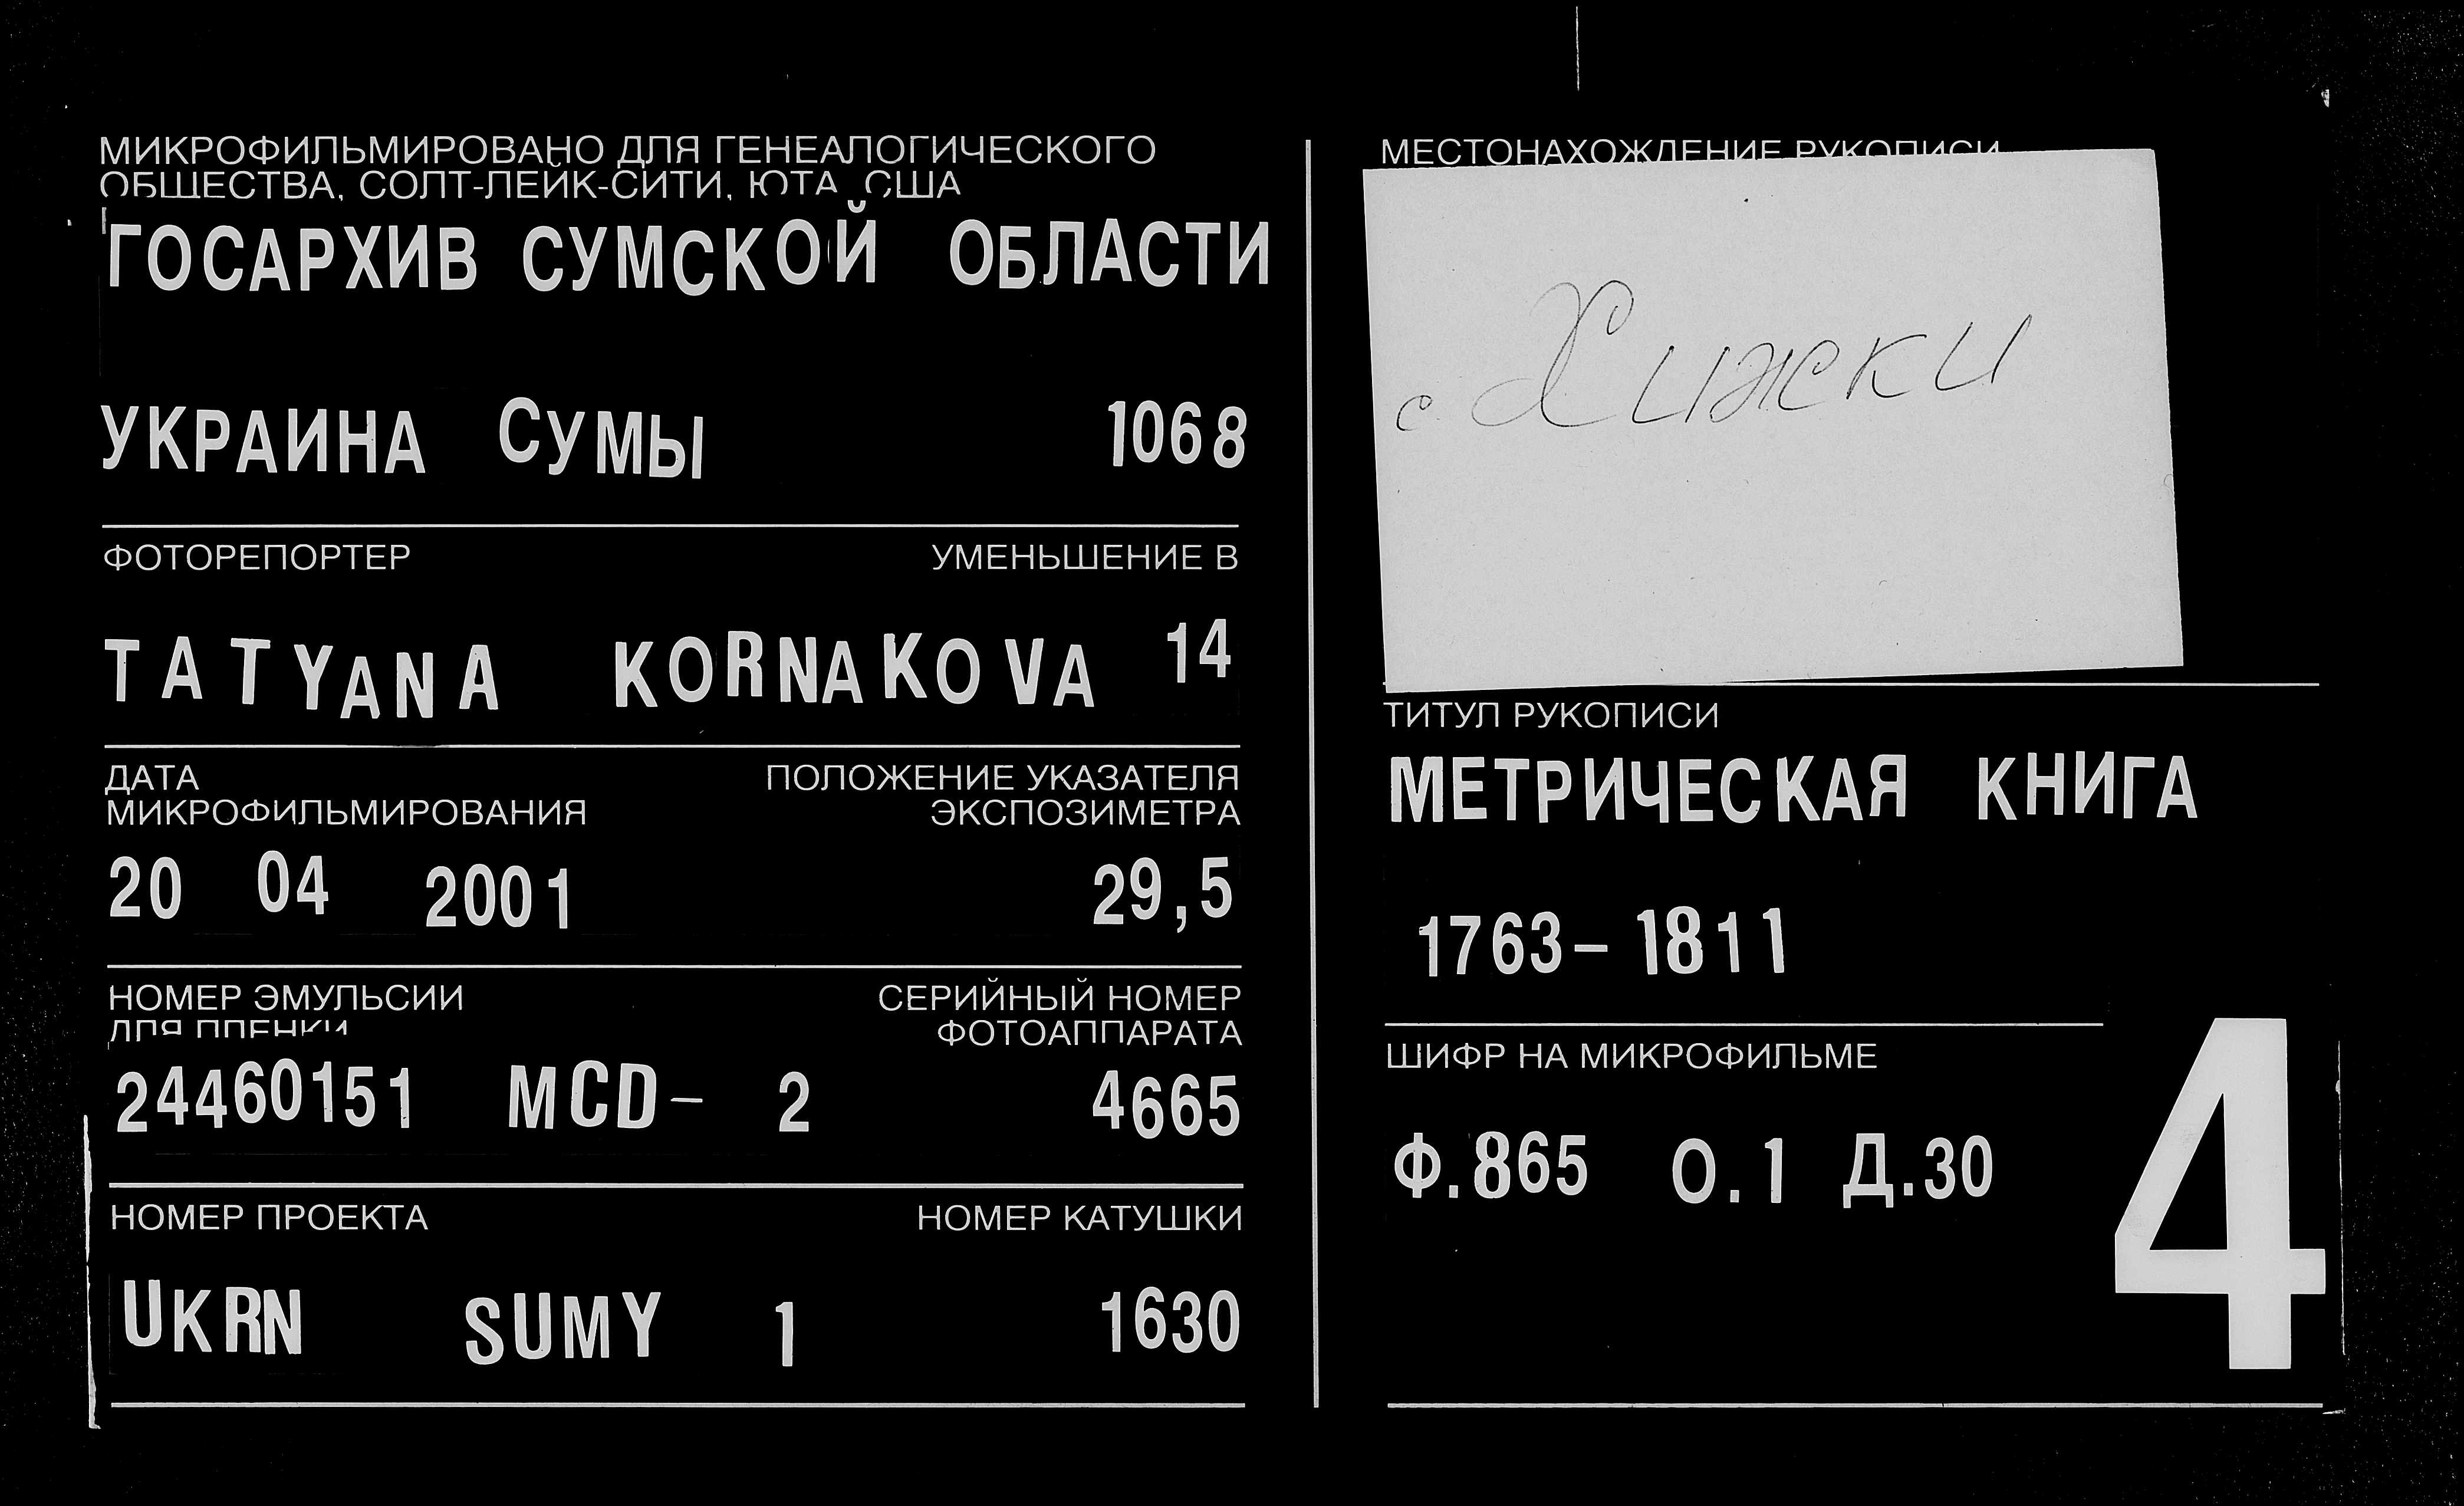 МИКРОФИЛЬМИРОВАНО ДЛЯ ГЕНЕАЛОГИЧЕСКОГО
ОБЩЕСТВА, СОЛТ-ЛЕЙК-СИТИ, ЮТА, США
ГОСАРХИВ СУМСКОЙ ОБЛАСТИ
УКРАИНА СУМЫ 1068
ФОТОРЕПОРТЕР УМЕНЬШЕНИЕ В
TATYANA KORNAKOVA 14
ДАТА ПОЛОЖЕНИЕ УКАЗАТЕЛЯ
МИКРОФИЛЬМИРОВАНИЯ ЭКСПОЗИМЕТРА
20 04 2001 29,5
НОМЕР ЭМУЛЬСИИ СЕРИЙНЫЙ НОМЕР
ДЛЯ ПЛЕНКИ ФОТОАППАРАТА
24460151 MCD- 2 4665
НОМЕР ПРОЕКТА НОМЕР КАТУШКИ
UKRN SUMY 1 1630
МЕСТОНАХОЖДЕНИЕ РУКОПИСИ
с. Хижки
ТИТУЛ РУКОПИСИ
МЕТРИЧЕСКАЯ КНИГА
1763-1811
ШИФР НА МИКРОФИЛЬМЕ
Ф.865 О.1 Д.30
4